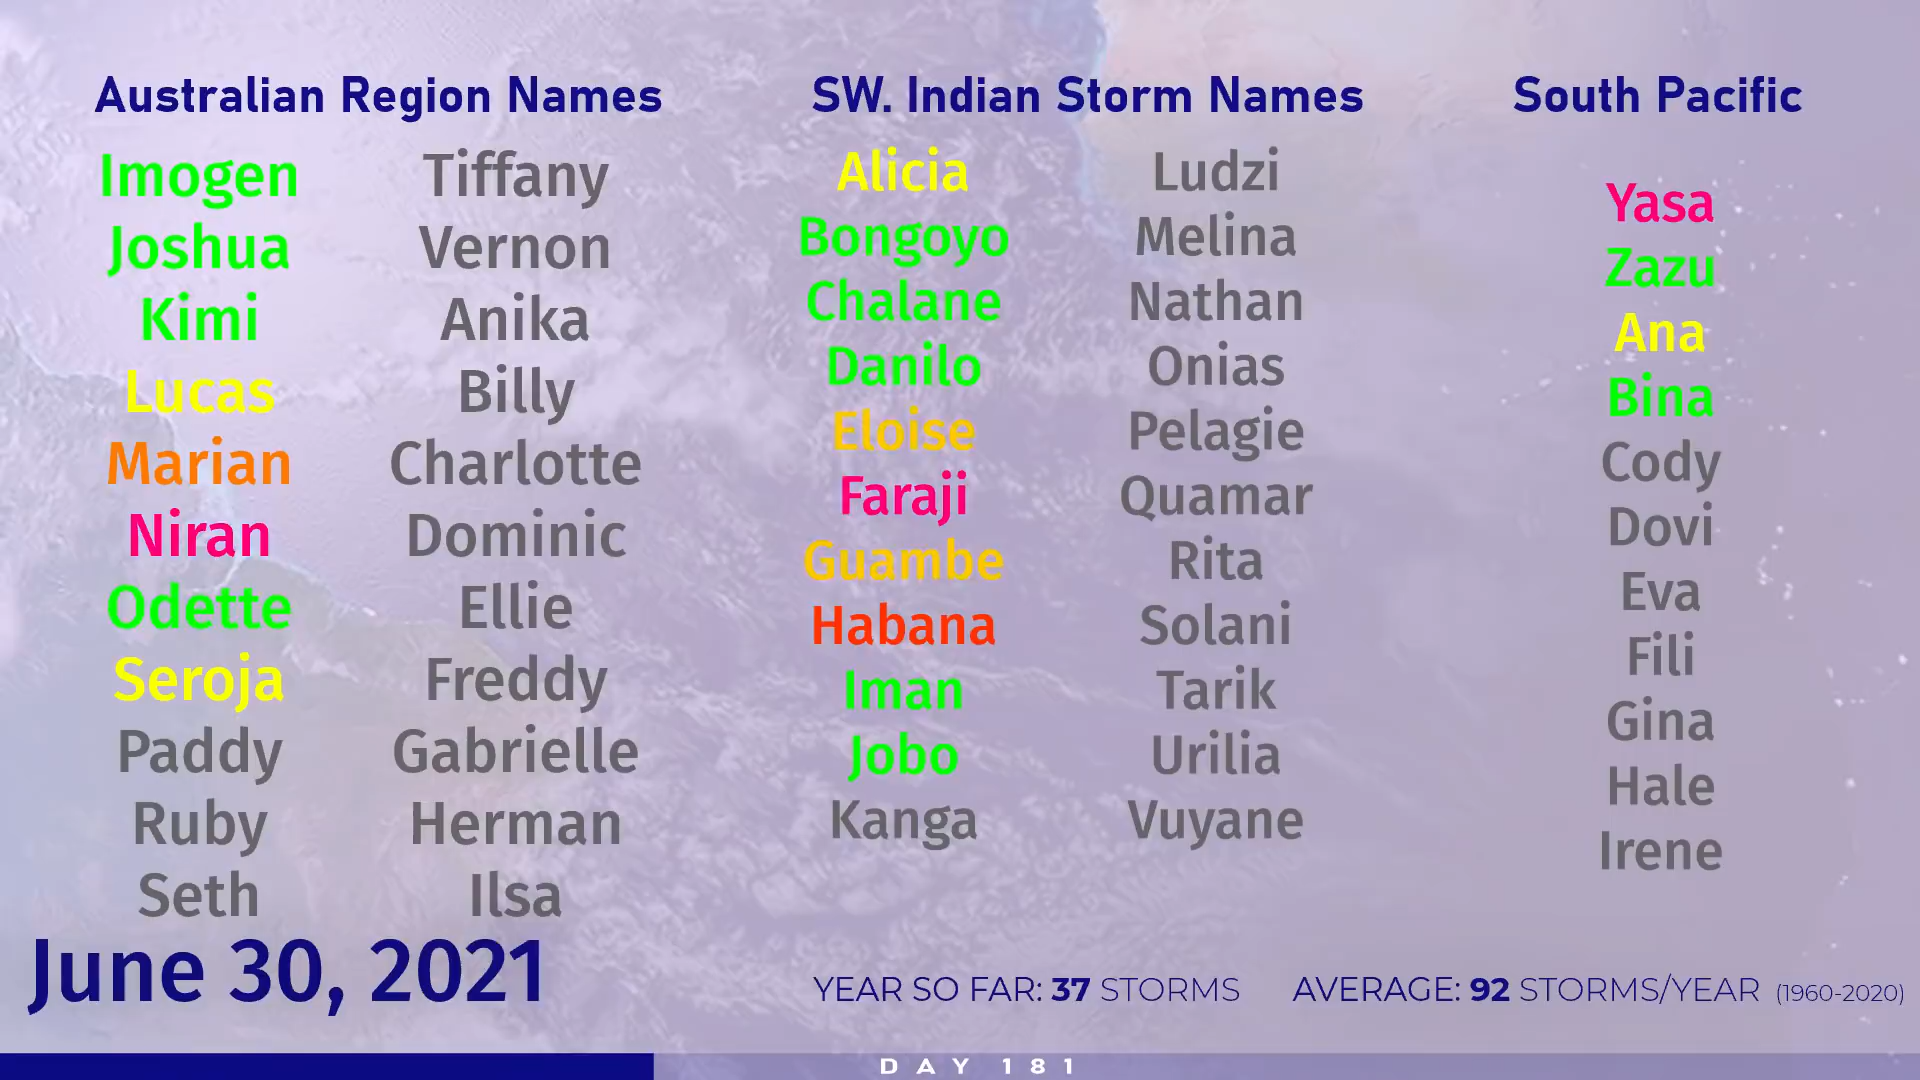 Australian Region Names
Imogen
Joshua
Kimi
Lucas
Marian
Niran
Odette
Seroja
Paddy
Ruby
Seth
Tiffany
Vernon
Anika
Billy
Charlotte
Dominic
Ellie
Freddy
Gabrielle
Herman
Ilsa
SW. Indian Storm Names
Alicia
Bongoyo
Chalane
Danilo
Eloise
Faraji
Guambe
Habana
Iman
Jobo
Kanga
Ludzi
Melina
Nathan
Onias
Pelagie
Quamar
Rita
Solani
Tarik
Urilia
Vuyane
South Pacific
Yasa
Zazu
Ana
Bina
Cody
Dovi
Eva
Fili
Gina
Hale
Irene
June 30, 2021
YEAR SO FAR: 37 STORMS
AVERAGE: 92 STORMS/YEAR (1960-2020)
DAY 181